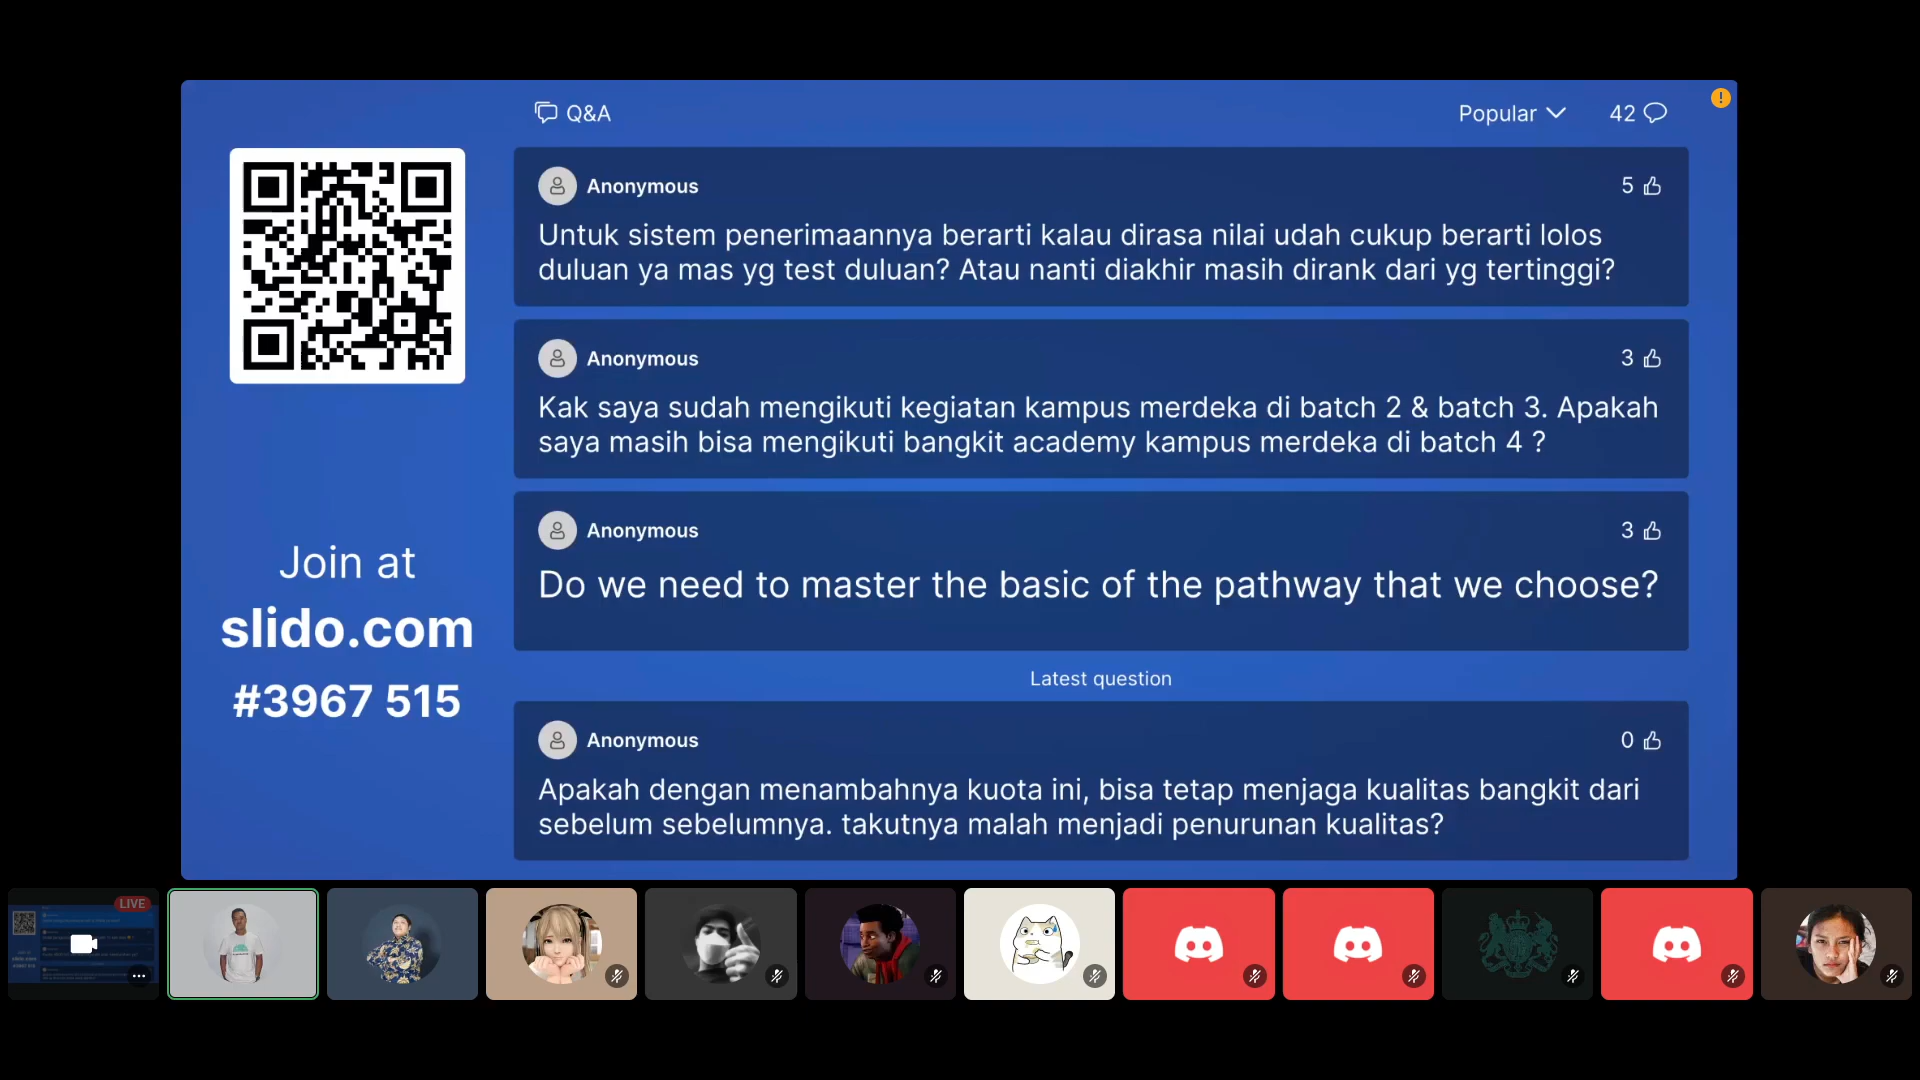 Q&A
Popular
42
Anonymous
5
Untuk sistem penerimaannya berarti kalau dirasa nilai udah cukup berarti lolos
duluan ya mas yg test duluan? Atau nanti diakhir masih dirank dari yg tertinggi?
Anonymous
3
Kak saya sudah mengikuti kegiatan kampus merdeka di batch 2 & batch 3. Apakah
saya masih bisa mengikuti bangkit academy kampus merdeka di batch 4 ?
Anonymous
3
Do we need to master the basic of the pathway that we choose?
Join at
slido.com
#3967 515
Latest question
Anonymous
0
Apakah dengan menambahnya kuota ini, bisa tetap menjaga kualitas bangkit dari
sebelum sebelumnya. takutnya malah menjadi penurunan kualitas?
LIVE